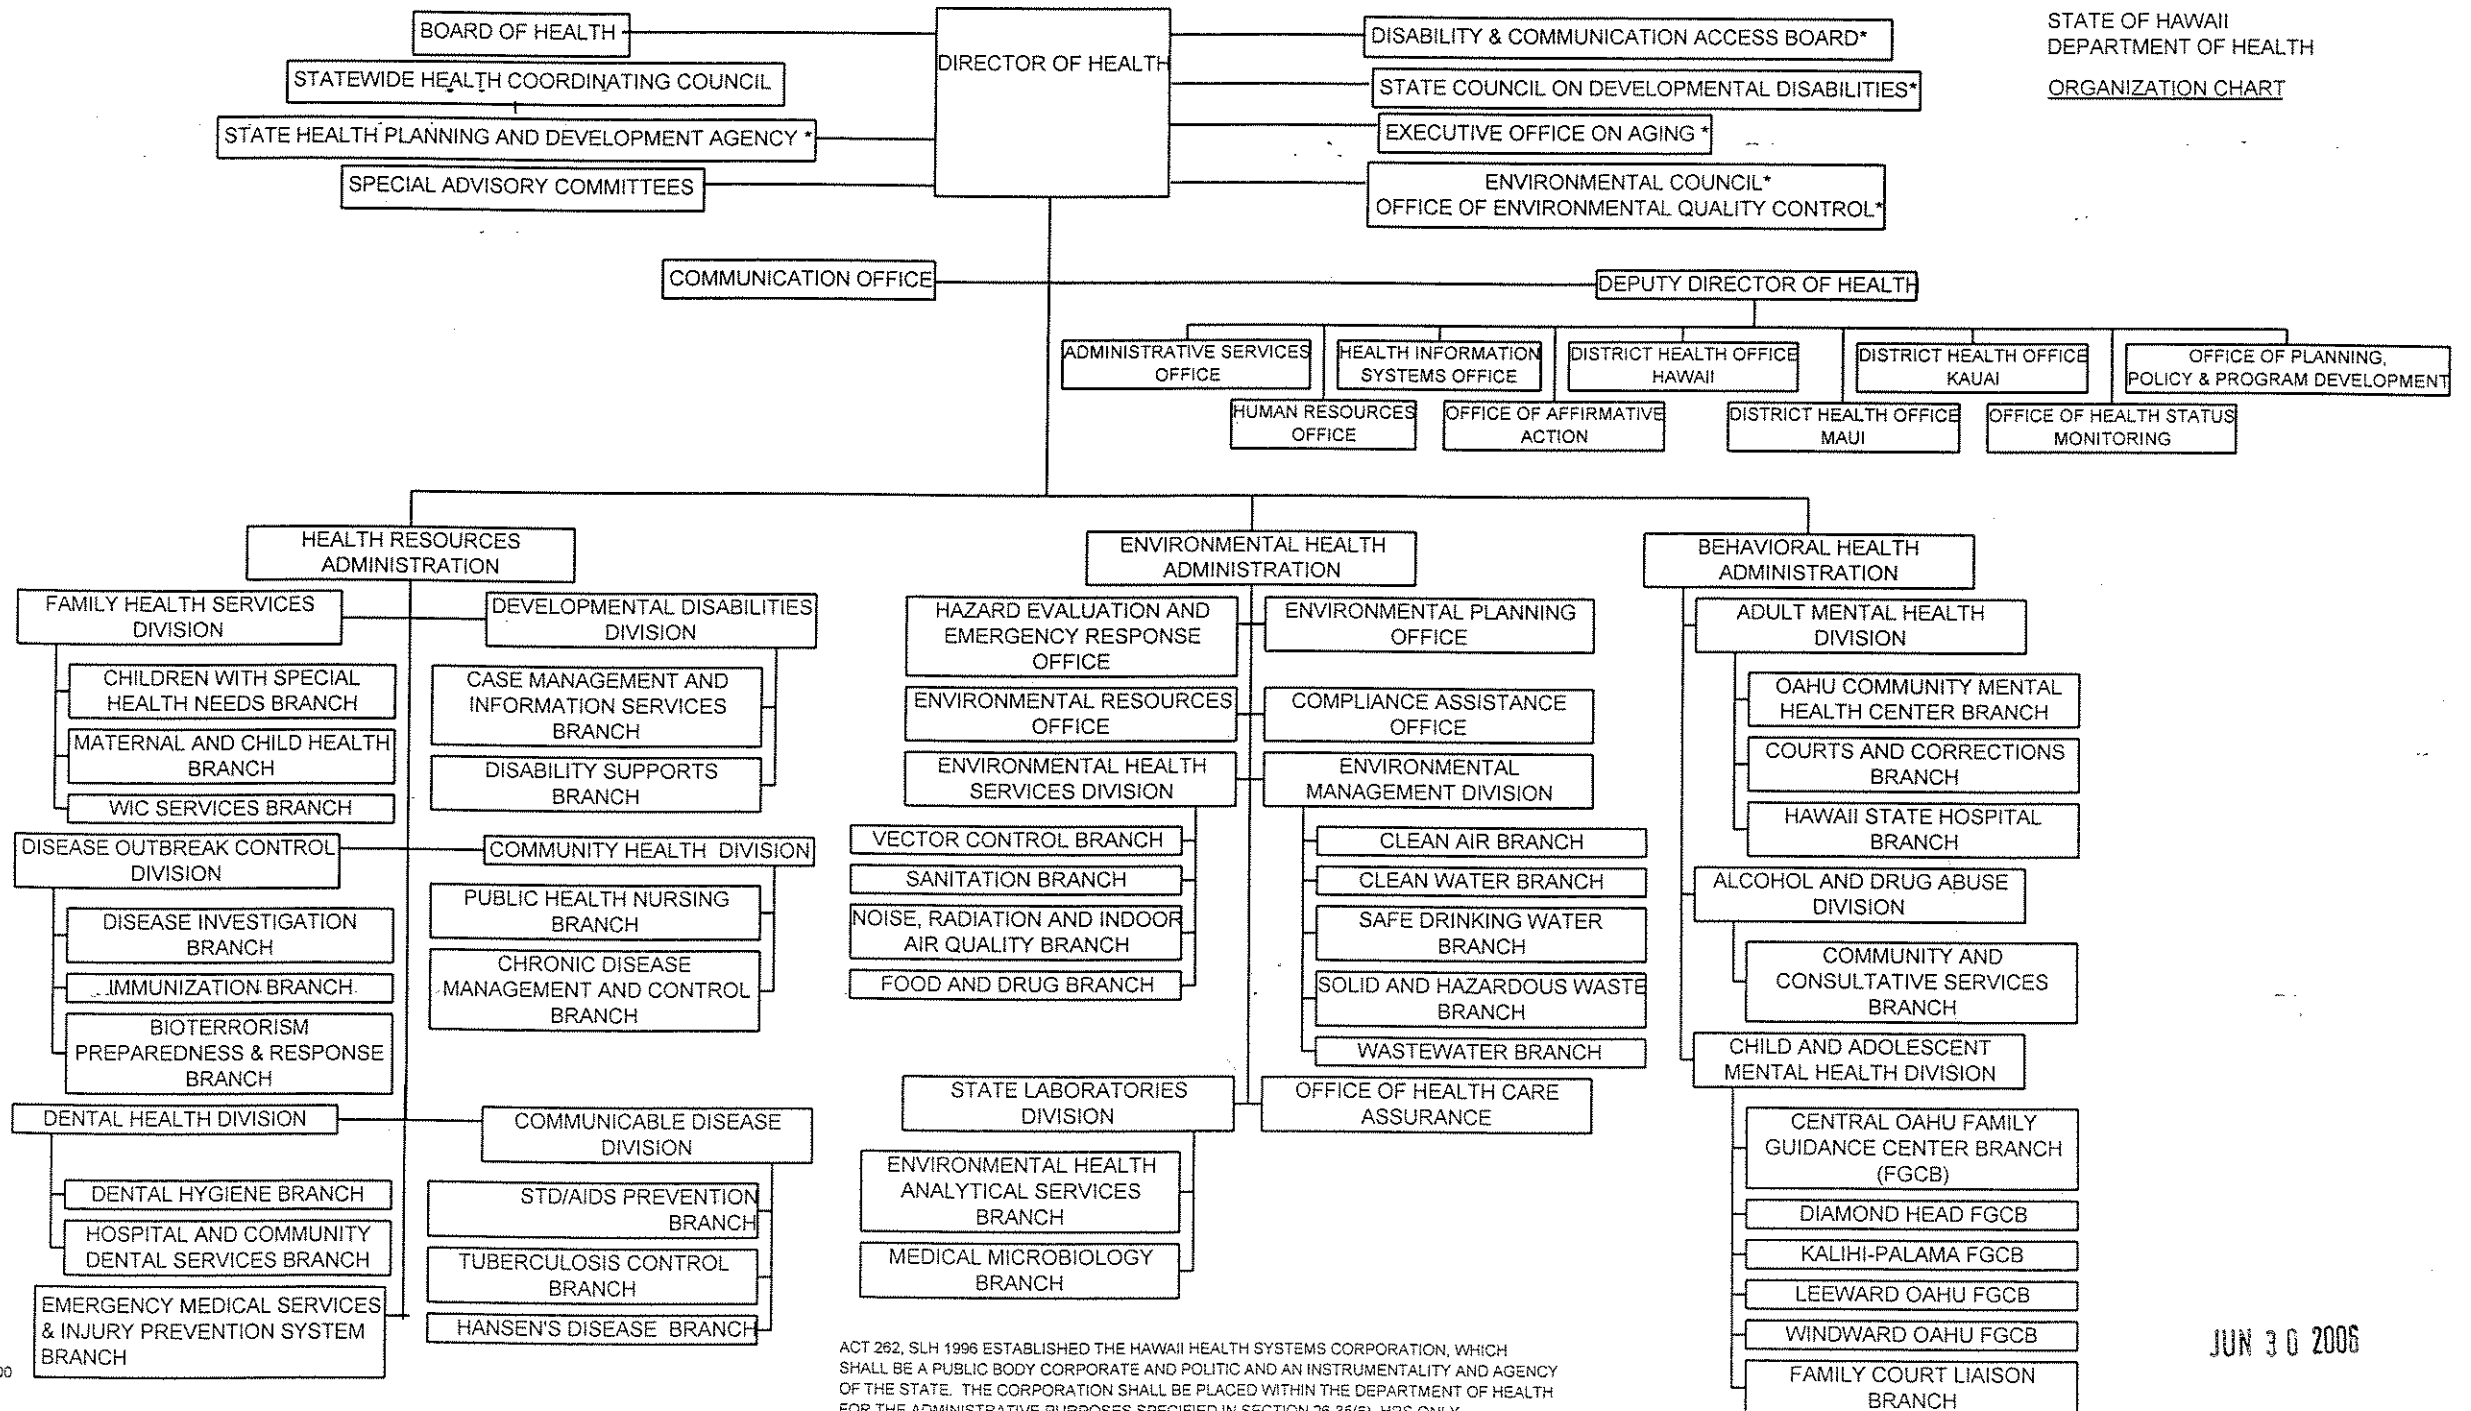 STATE OF HAWAII
DEPARTMENT OF HEALTH
ORGANIZATION CHART
BOARD OF HEALTH
STATEWIDE HEALTH COORDINATING COUNCIL
STATE HEALTH PLANNING AND DEVELOPMENT AGENCY *
SPECIAL ADVISORY COMMITTEES
DIRECTOR OF HEALTH
DISABILITY & COMMUNICATION ACCESS BOARD*
STATE COUNCIL ON DEVELOPMENTAL DISABILITIES*
EXECUTIVE OFFICE ON AGING *
ENVIRONMENTAL COUNCIL*
OFFICE OF ENVIRONMENTAL QUALITY CONTROL*
COMMUNICATION OFFICE
DEPUTY DIRECTOR OF HEALTH
ADMINISTRATIVE SERVICES
OFFICE
HEALTH INFORMATION
SYSTEMS OFFICE
DISTRICT HEALTH OFFICE
HAWAII
DISTRICT HEALTH OFFICE
KAUAI
OFFICE OF PLANNING,
POLICY & PROGRAM DEVELOPMENT
HUMAN RESOURCES
OFFICE
OFFICE OF AFFIRMATIVE
ACTION
DISTRICT HEALTH OFFICE
MAUI
OFFICE OF HEALTH STATUS
MONITORING
HEALTH RESOURCES
ADMINISTRATION
FAMILY HEALTH SERVICES
DIVISION
CHILDREN WITH SPECIAL
HEALTH NEEDS BRANCH
MATERNAL AND CHILD HEALTH
BRANCH
WIC SERVICES BRANCH
DISEASE OUTBREAK CONTROL
DIVISION
DISEASE INVESTIGATION
BRANCH
IMMUNIZATION BRANCH
BIOTERRORISM
PREPAREDNESS & RESPONSE
BRANCH
DENTAL HEALTH DIVISION
DENTAL HYGIENE BRANCH
HOSPITAL AND COMMUNITY
DENTAL SERVICES BRANCH
EMERGENCY MEDICAL SERVICES
& INJURY PREVENTION SYSTEM
BRANCH
DEVELOPMENTAL DISABILITIES
DIVISION
CASE MANAGEMENT AND
INFORMATION SERVICES
BRANCH
DISABILITY SUPPORTS
BRANCH
COMMUNITY HEALTH DIVISION
PUBLIC HEALTH NURSING
BRANCH
CHRONIC DISEASE
MANAGEMENT AND CONTROL
BRANCH
COMMUNICABLE DISEASE
DIVISION
STD/AIDS PREVENTION
BRANCH
TUBERCULOSIS CONTROL
BRANCH
HANSEN'S DISEASE BRANCH
ENVIRONMENTAL HEALTH
ADMINISTRATION
HAZARD EVALUATION AND
EMERGENCY RESPONSE
OFFICE
ENVIRONMENTAL PLANNING
OFFICE
ENVIRONMENTAL RESOURCES
OFFICE
COMPLIANCE ASSISTANCE
OFFICE
ENVIRONMENTAL HEALTH
SERVICES DIVISION
VECTOR CONTROL BRANCH
SANITATION BRANCH
NOISE, RADIATION AND INDOOR
AIR QUALITY BRANCH
FOOD AND DRUG BRANCH
ENVIRONMENTAL
MANAGEMENT DIVISION
CLEAN AIR BRANCH
CLEAN WATER BRANCH
SAFE DRINKING WATER
BRANCH
SOLID AND HAZARDOUS WASTE
BRANCH
WASTEWATER BRANCH
STATE LABORATORIES
DIVISION
OFFICE OF HEALTH CARE
ASSURANCE
ENVIRONMENTAL HEALTH
ANALYTICAL SERVICES
BRANCH
MEDICAL MICROBIOLOGY
BRANCH
BEHAVIORAL HEALTH
ADMINISTRATION
ADULT MENTAL HEALTH
DIVISION
OAHU COMMUNITY MENTAL
HEALTH CENTER BRANCH
COURTS AND CORRECTIONS
BRANCH
HAWAII STATE HOSPITAL
BRANCH
ALCOHOL AND DRUG ABUSE
DIVISION
COMMUNITY AND
CONSULTATIVE SERVICES
BRANCH
CHILD AND ADOLESCENT
MENTAL HEALTH DIVISION
CENTRAL OAHU FAMILY
GUIDANCE CENTER BRANCH
(FGCB)
DIAMOND HEAD FGCB
KALIHI-PALAMA FGCB
LEEWARD OAHU FGCB
WINDWARD OAHU FGCB
FAMILY COURT LIAISON
BRANCH
ACT 262, SLH 1996 ESTABLISHED THE HAWAII HEALTH SYSTEMS CORPORATION, WHICH
SHALL BE A PUBLIC BODY CORPORATE AND POLITIC AND AN INSTRUMENTALITY AND AGENCY
OF THE STATE. THE CORPORATION SHALL BE PLACED WITHIN THE DEPARTMENT OF HEALTH
FOR THE ADMINISTRATIVE PURPOSES SPECIFIED IN SECTION
JUN 30 2006